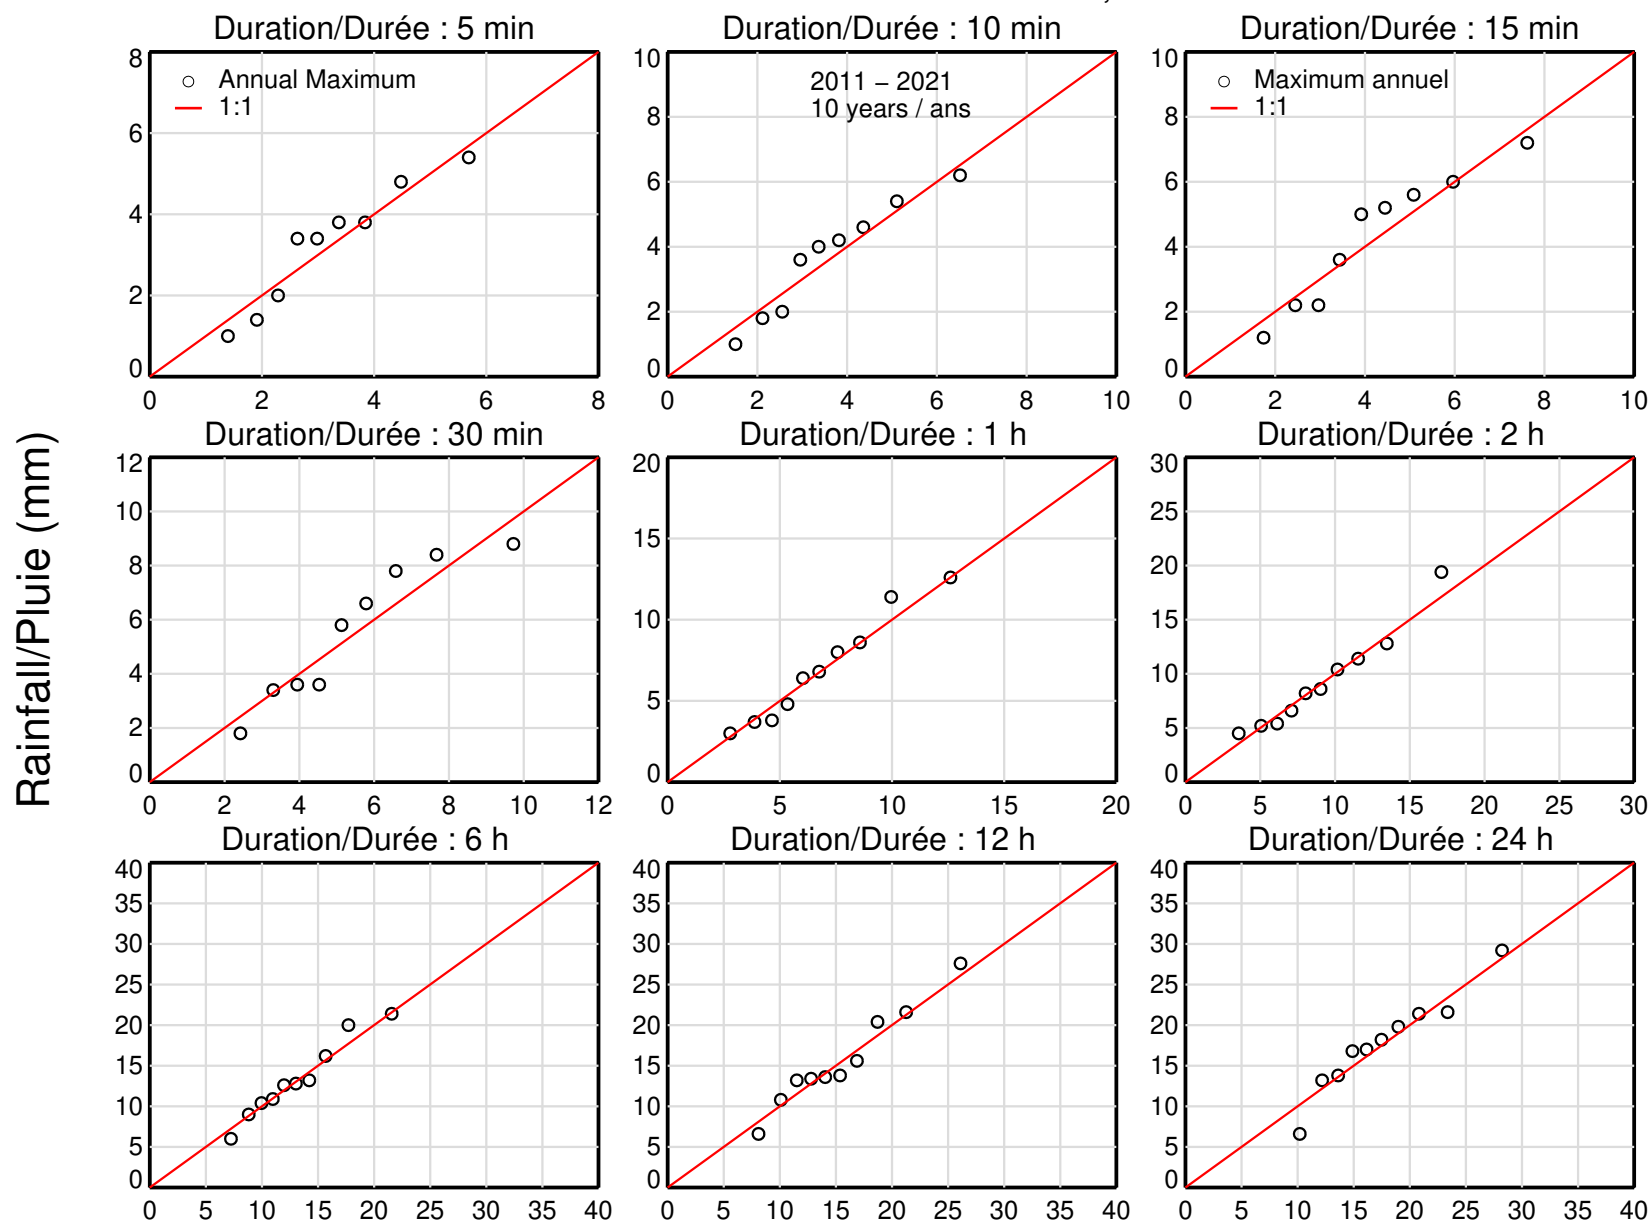 Duration/Durée : 5 min
8
6
4
2
0
0 2 4 6 8
Annual Maximum
1:1
Duration/Durée : 10 min
10
8
6
4
2
0
0 2 4 6 8 10
2011 – 2021
10 years / ans
Duration/Durée : 15 min
10
8
6
4
2
0
0 2 4 6 8 10
Maximum annuel
1:1
Rainfall/Pluie (mm)
Duration/Durée : 30 min
12
10
8
6
4
2
0
0 2 4 6 8 10 12
Duration/Durée : 1 h
20
15
10
5
0
0 5 10 15 20
Duration/Durée : 2 h
30
25
20
15
10
5
0
0 5 10 15 20 25 30
Duration/Durée : 6 h
40
35
30
25
20
15
10
5
0
0 5 10 15 20 25 30 35 40
Duration/Durée : 12 h
40
35
30
25
20
15
10
5
0
0 5 10 15 20 25 30 35 40
Duration/Durée : 24 h
40
35
30
25
20
15
10
5
0
0 5 10 15 20 25 30 35 40